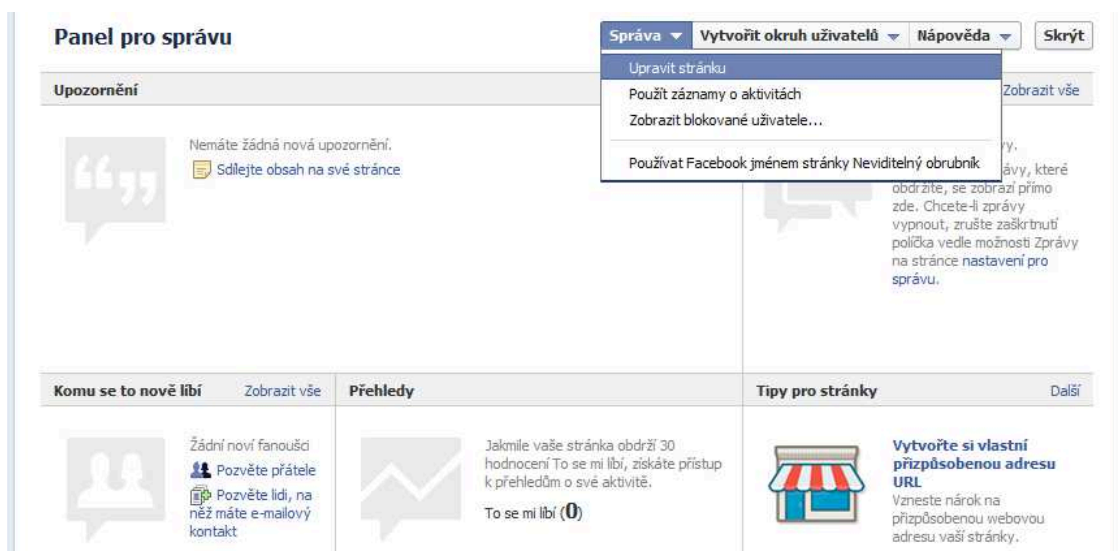 Panel pro správu
Správa
Vytvořit okruh uživatelů
Nápověda
Skrýt
Upravit stránku
Použít záznamy o aktivitách
Zobrazit blokované uživatele...
Používat Facebook jménem stránky Neviditelný obrubník
Upozornění
Nemáte žádná nová upozornění.
Sdílejte obsah na své stránce
Zobrazit vše
obdržíte, se zobrazí přímo
zde. Chcete-li zprávy
vypnout, zrušte zaškrtnutí
políčka vedle možnosti Zprávy
na stránce nastavení pro
správu.
Komu se to nově líbí
Zobrazit vše
Žádní noví fanoušci
Pozvěte přátele
Pozvěte lidi, na
něž máte e-mailový
kontakt
Přehledy
Jakmile vaše stránka obdrží 30
hodnocení To se mi líbí, získáte přístup
k přehledům o své aktivitě.
To se mi líbí (0)
Tipy pro stránky
Další
Vytvořte si vlastní
přizpůsobenou adresu
URL
Vzneste nárok na
přizpůsobenou webovou
adresu vaší stránky.